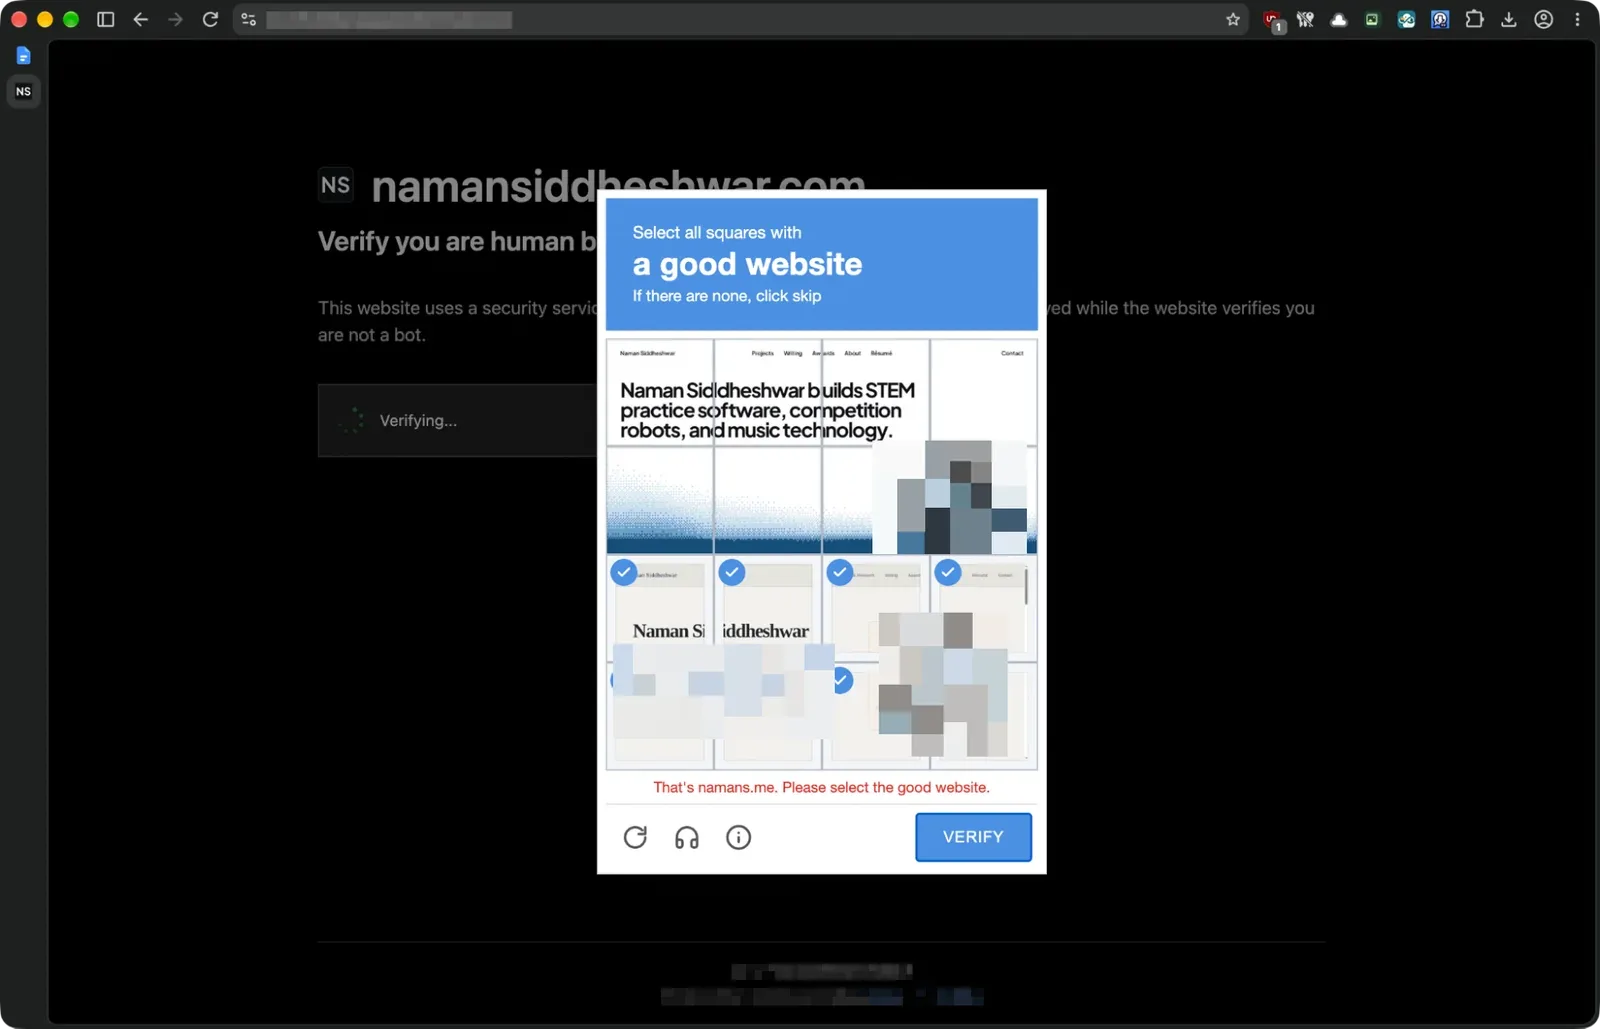 NS
NS namansiddheshwar.com
Verify you are human b
This website uses a security servic
ved while the website verifies you
are not a bot.
Verifying...
Select all squares with
a good website
If there are none, click skip
Naman Siddheshwar Projects Writing Awards About Résumé Contact
Naman Siddheshwar builds STEM
practice software, competition
robots, and music technology.
Naman Si iddheshwar
That's namans.me. Please select the good website.
VERIFY
1